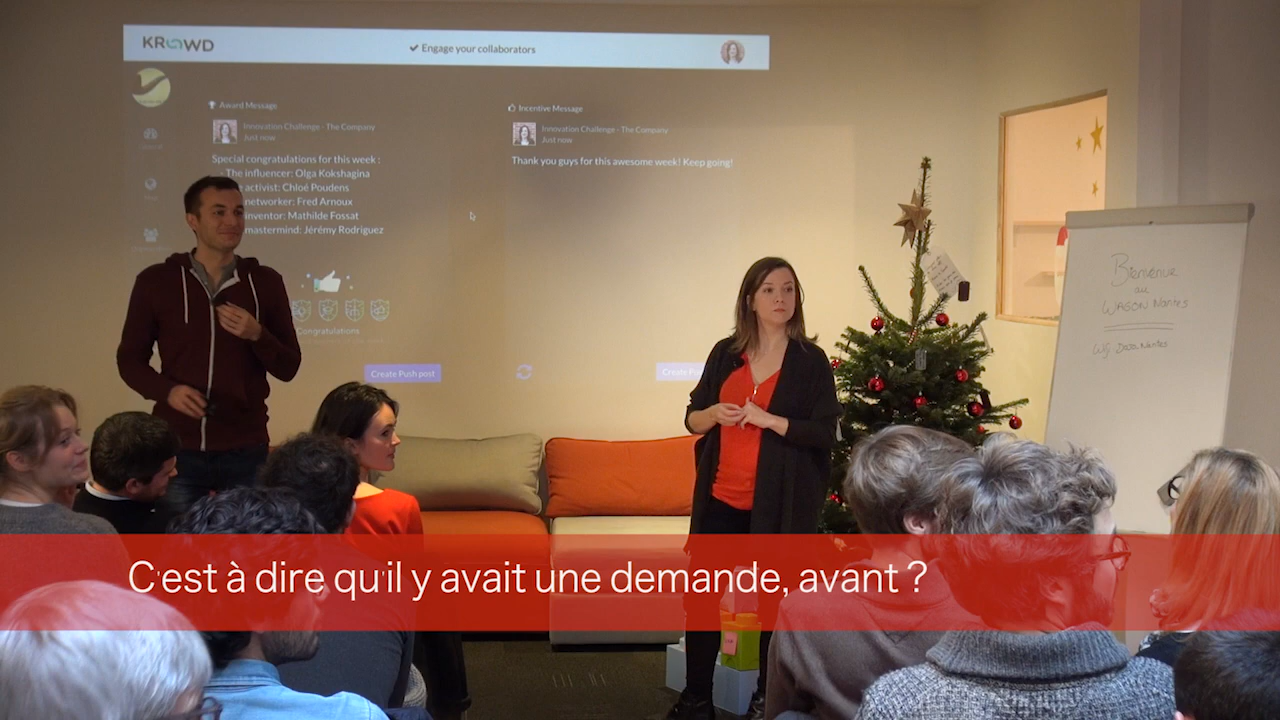 KROWD
✔ Engage your collaborators
Award Message
Innovation Challenge - The Company
Just now
Special congratulations for this week :
- The influencer: Olga Kokshagina
activist: Chloé Poudens
networker: Fred Arnoux
inventor: Mathilde Fossat
mastermind: Jérémy Rodriguez
Congratulations
Create Push post
Incentive Message
Innovation Challenge - The Company
Just now
Thank you guys for this awesome week! Keep going!
Bienvenue
au
WAGON Nantes
C'est à dire qu'il y avait une demande, avant ?